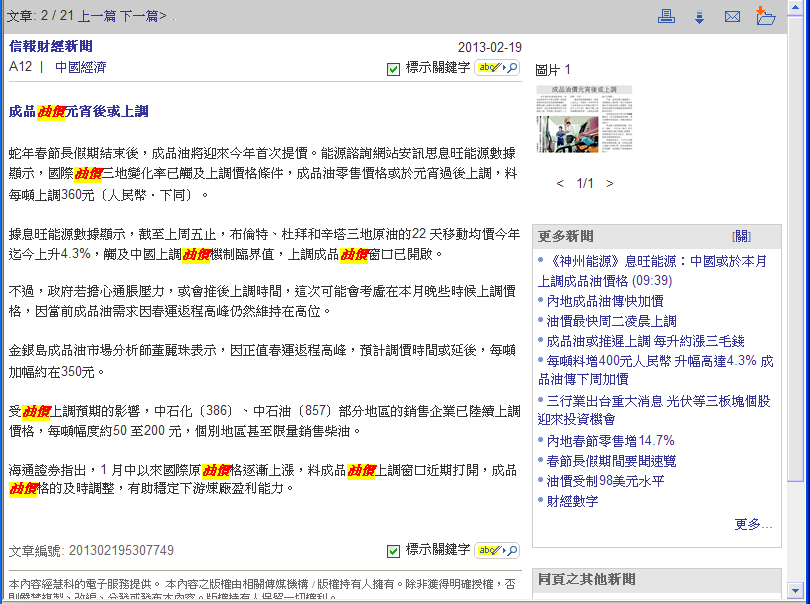 文章: 2 / 21 上一篇 下一篇> .
信報財經新聞
2013-02-19
A12 | 中國經濟
標示關鍵字
abc
圖片 1
成品油價元宵後或上調
成品油價元宵後或上調
蛇年春節長假期結束後，成品油將迎來今年首次提價。能源諮詢網站安訊思息旺能源數據
顯示，國際油價三地變化率已觸及上調價格條件，成品油零售價格或於元宵過後上調，料
每噸上調360元〔人民幣．下同〕。
< 1/1 >
據息旺能源數據顯示，截至上周五止，布倫特、杜拜和辛塔三地原油的22 天移動均價今年
迄今上升4.3%，觸及中國上調油價機制臨界值，上調成品油價窗口已開啟。
不過，政府若擔心通脹壓力，或會推後上調時間，這次可能會考慮在本月晚些時候上調價
格，因當前成品油需求因春運返程高峰仍然維持在高位。
金銀島成品油市場分析師董麗珠表示，因正值春運返程高峰，預計調價時間或延後，每噸
加幅約在350元。
受油價上調預期的影響，中石化〔386〕、中石油〔857〕部分地區的銷售企業已陸續上調
價格，每噸幅度約50 至200 元，個別地區甚至限量銷售柴油。
海通證券指出，1 月中以來國際原油價格逐漸上漲，料成品油價上調窗口近期打開，成品
油價格的及時調整，有助穩定下游煉廠盈利能力。
更多新聞
[關]
《神州能源》息旺能源：中國或於本月
上調成品油價格 (09:39)
內地成品油傳快加價
油價最快周二凌晨上調
成品油或推遲上調 每升約漲三毛錢
每噸料增400元人民幣 升幅高達4.3% 成
品油傳下周加價
三行業出台重大消息 光伏等三板塊個股
迎來投資機會
內地春節零售增14.7%
春節長假期間要聞速覽
油價受制98美元水平
財經數字
更多...
文章編號: 201302195307749
標示關鍵字
abc
同頁之其他新聞
本內容經慧科的電子服務提供。 本內容之版權由相關傳媒機構 / 版權持有人擁有。除非獲得明確授權，否
則嚴禁複製、改編、分發或發布本內容。版權持有人保留一切權利。